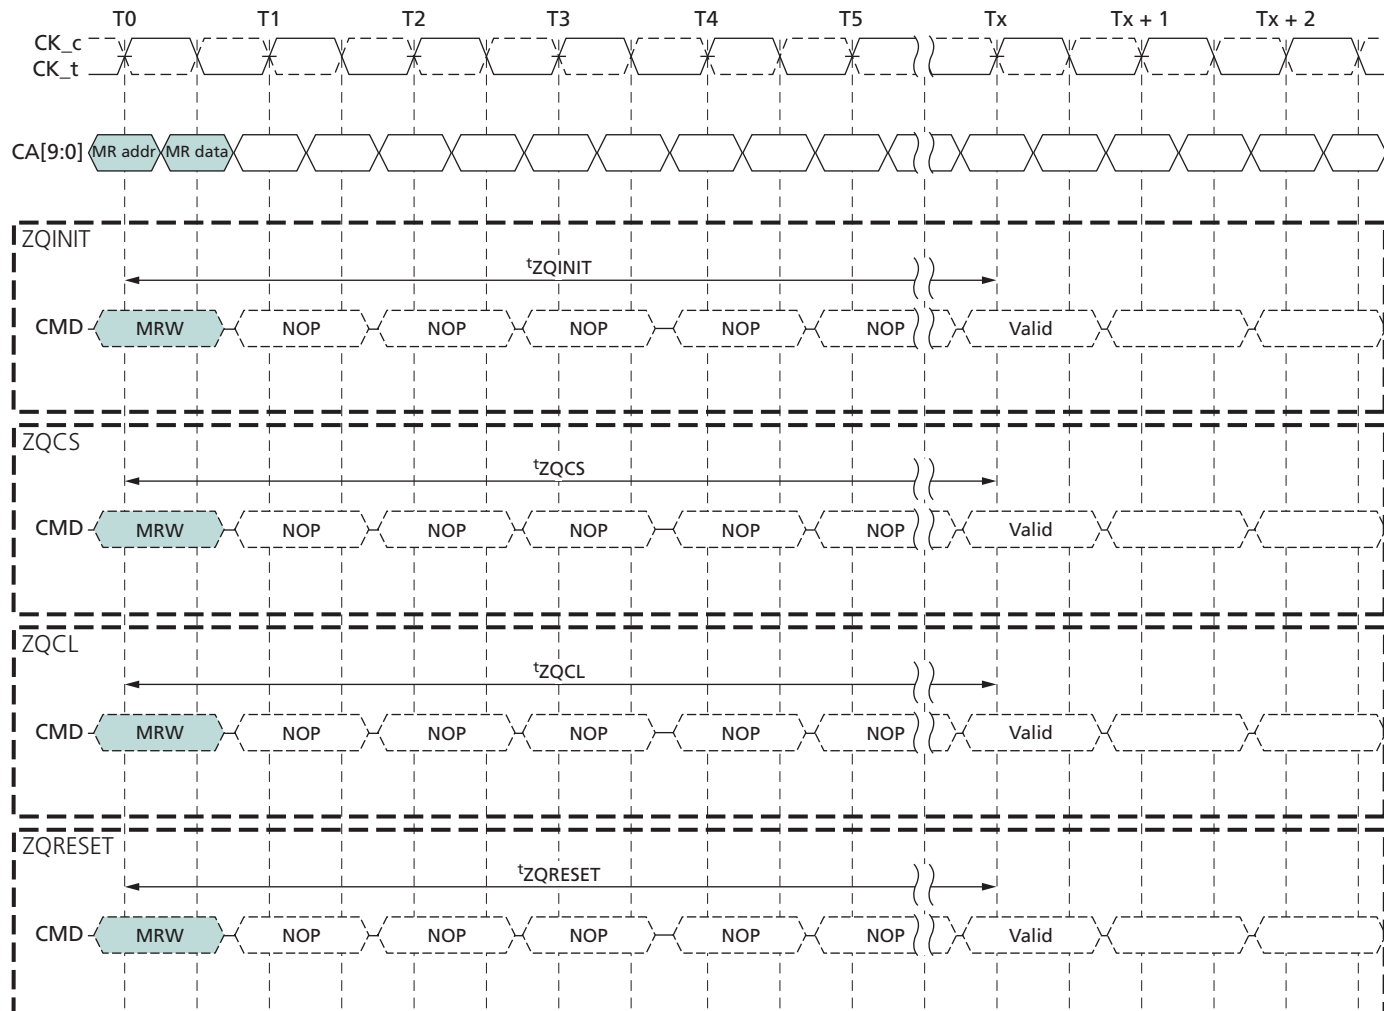 T0 T1 T2 T3 T4 T5 Tx Tx + 1 Tx + 2
CK_c
CK_t
CA[9:0] MR addr MR data
ZQINIT
tZQINIT
CMD MRW NOP NOP NOP NOP NOP Valid
ZQCS
tZQCS
CMD MRW NOP NOP NOP NOP NOP Valid
ZQCL
tZQCL
CMD MRW NOP NOP NOP NOP NOP Valid
ZQRESET
tZQRESET
CMD MRW NOP NOP NOP NOP NOP Valid